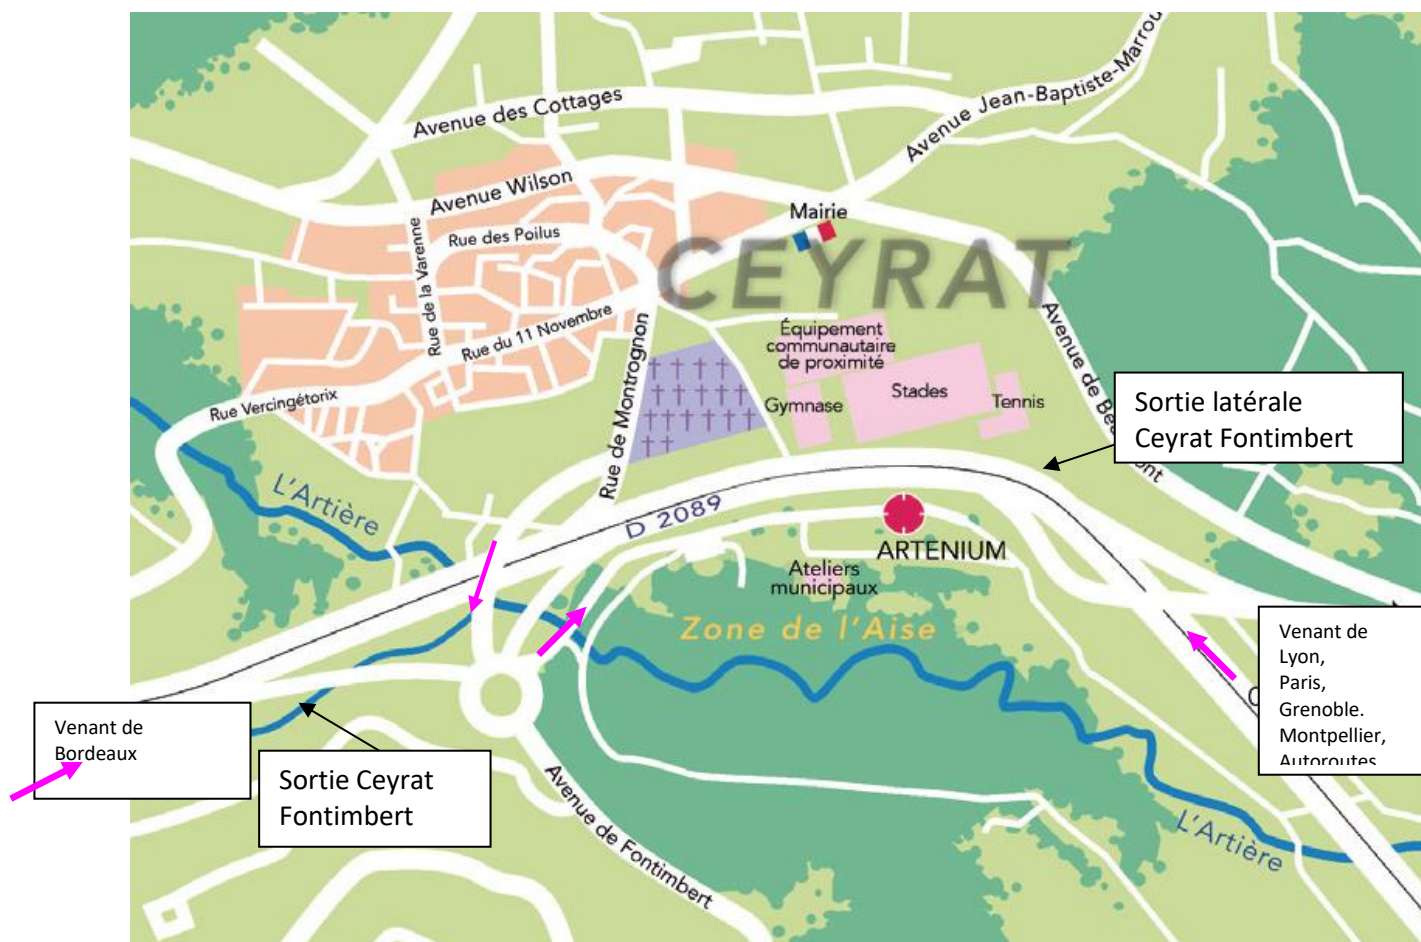 Avenue des Cottages
Avenue Jean-Baptiste-Marrou
Avenue Wilson
Mairie
Rue des Poilus
CEYRAT
Rue de la Varenne
Rue du 11 Novembre
Équipement
communautaire
de proximité
Avenue de Beaumont
Rue de Montrognon
Stades
Gymnase
Tennis
Rue Vercingétorix
Sortie latérale
Ceyrat Fontimbert
L'Artière
D 2089
ARTENIUM
Ateliers
municipaux
Zone de l'Aise
Venant de
Lyon,
Paris,
Grenoble.
Montpellier,
Autoroutes
Venant de
Bordeaux
Sortie Ceyrat
Fontimbert
Avenue de Fontimbert
L'Artière